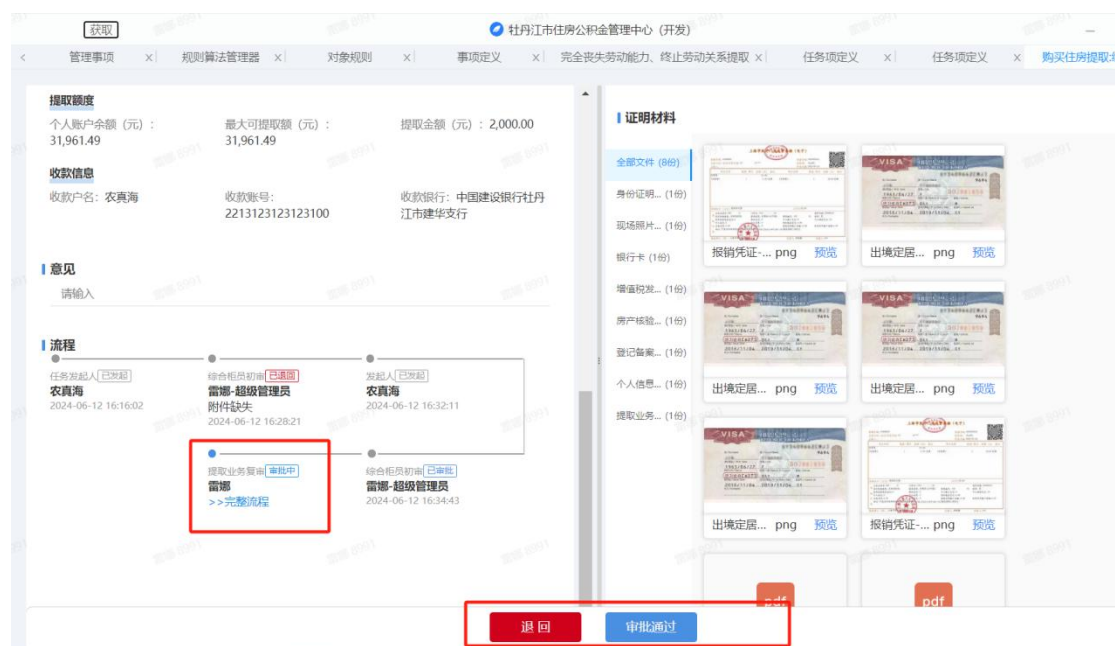 获取
牡丹江市住房公积金管理中心（开发）
管理事项 x 规则算法管理器 x 对象规则 x 事项定义 x 完全丧失劳动能力、终止劳动关系提取 x 任务项定义 x 任务项定义 x 购买住房提取:
提取额度
个人账户余额（元）： 最大可提取额（元）： 提取金额（元）：2,000.00
31,961.49 31,961.49
收款信息
收款户名：农真海 收款账号： 收款银行：中国建设银行牡丹
2213123123123100 江市建华支行
意见
请输入
流程
任务发起人 已发起
农真海
2024-06-12 16:16:02
综合柜员初审 已退回
雷娜-超级管理员
附件缺失
2024-06-12 16:28:21
发起人 已发起
农真海
2024-06-12 16:32:11
提取业务复审 审批中
雷娜
>>完整流程
综合柜员初审 已审批
雷娜-超级管理员
2024-06-12 16:34:43
证明材料
全部文件 (8份)
身份证明... (1份)
现场照片... (1份)
银行卡 (1份)
增值税发... (1份)
房产核验... (1份)
登记备案... (1份)
个人信息... (1份)
提取业务... (1份)
VISA
报销凭证-... png 预览
出境定居... png 预览
VISA
VISA
出境定居... png 预览
出境定居... png 预览
VISA
出境定居... png 预览
报销凭证-... png 预览
pdf
pdf
退回
审批通过